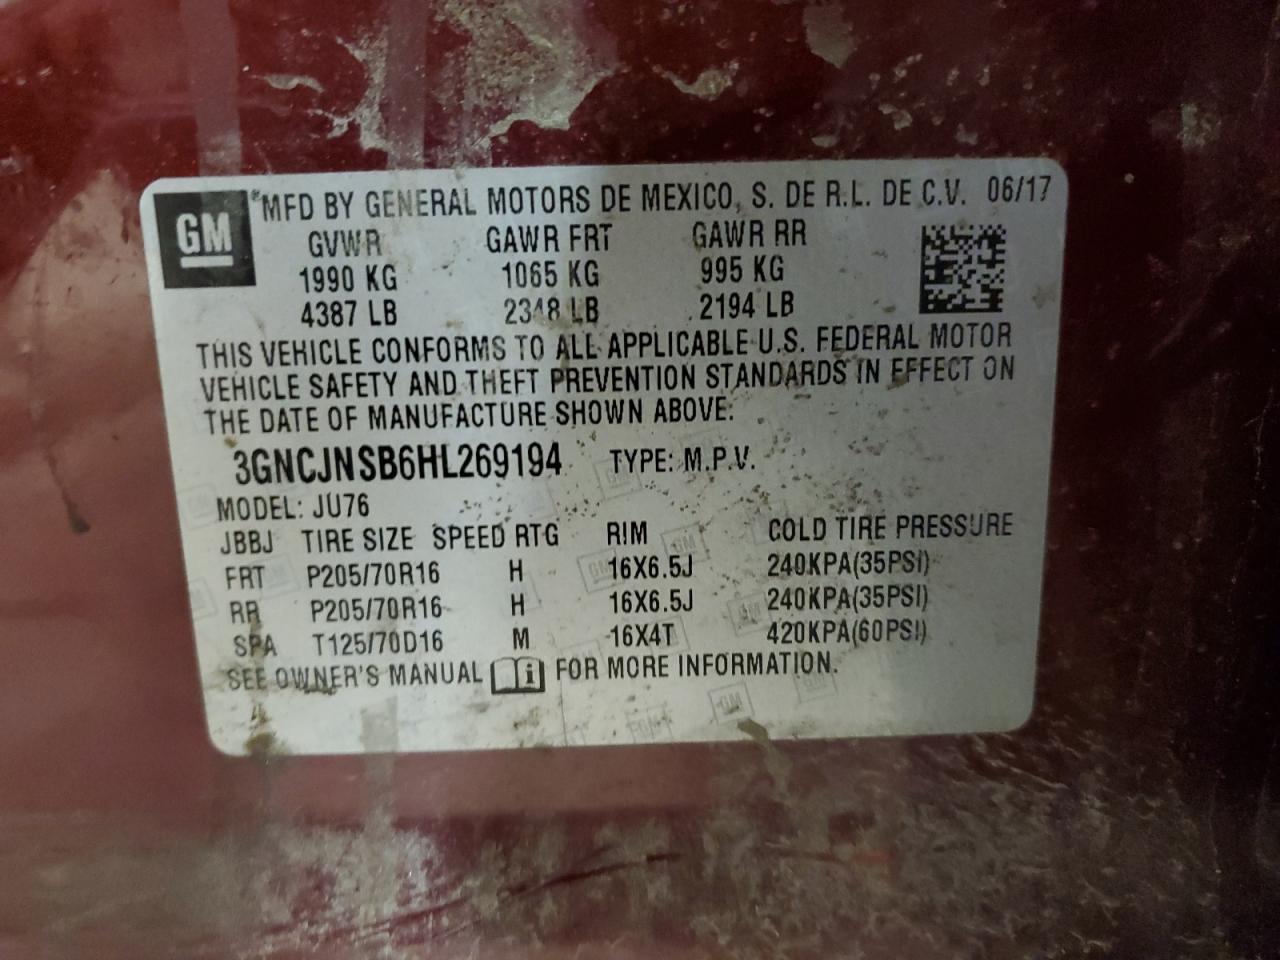 GM
*MFD BY GENERAL MOTORS DE MEXICO, S. DE R.L. DE C.V. 06/17
GVWR GAWR FRT GAWR RR
1990 KG 1065 KG 995 KG
4387 LB 2348 LB 2194 LB
THIS VEHICLE CONFORMS TO ALL APPLICABLE U.S. FEDERAL MOTOR
VEHICLE SAFETY AND THEFT PREVENTION STANDARDS IN EFFECT ON
THE DATE OF MANUFACTURE SHOWN ABOVE:
3GNCJNSB6HL269194 TYPE: M.P.V.
MODEL: JU76
JBBJ TIRE SIZE SPEED RTG RIM COLD TIRE PRESSURE
FRT P205/70R16 H 16X6.5J 240KPA(35PSI)
RR P205/70R16 H 16X6.5J 240KPA(35PSI)
SPA T125/70D16 M 16X4T 420KPA(60PSI)
SEE OWNER'S MANUAL FOR MORE INFORMATION.